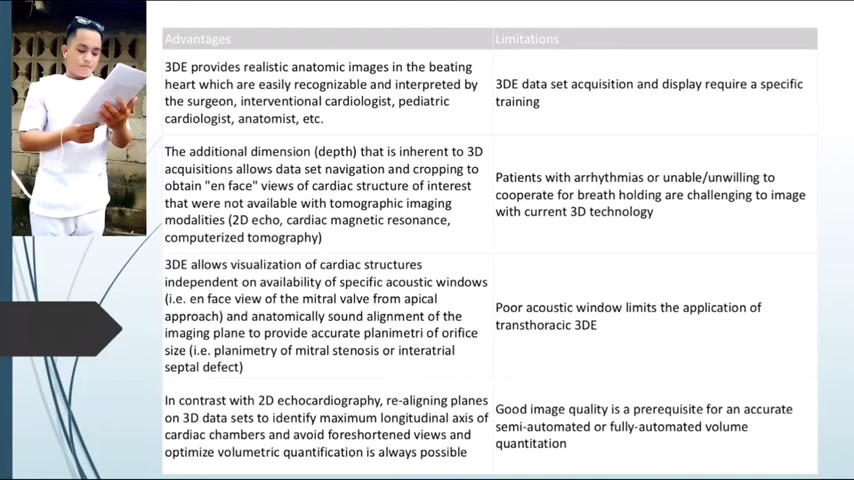 Advantages
Limitations
3DE provides realistic anatomic images in the beating
heart which are easily recognizable and interpreted by
the surgeon, interventional cardiologist, pediatric
cardiologist, anatomist, etc.
3DE data set acquisition and display require a specific
training
The additional dimension (depth) that is inherent to 3D
acquisitions allows data set navigation and cropping to
obtain "en face" views of cardiac structure of interest
that were not available with tomographic imaging
modalities (2D echo, cardiac magnetic resonance,
computerized tomography)
Patients with arrhythmias or unable/unwilling to
cooperate for breath holding are challenging to image
with current 3D technology
3DE allows visualization of cardiac structures
independent on availability of specific acoustic windows
(i.e. en face view of the mitral valve from apical
approach) and anatomically sound alignment of the
imaging plane to provide accurate planimetri of orifice
size (i.e. planimetry of mitral stenosis or interatrial
septal defect)
Poor acoustic window limits the application of
transthoracic 3DE
In contrast with 2D echocardiography, re-aligning planes
on 3D data sets to identify maximum longitudinal axis of
cardiac chambers and avoid foreshortened views and
optimize volumetric quantification is always possible
Good image quality is a prerequisite for an accurate
semi-automated or fully-automated volume
quantitation